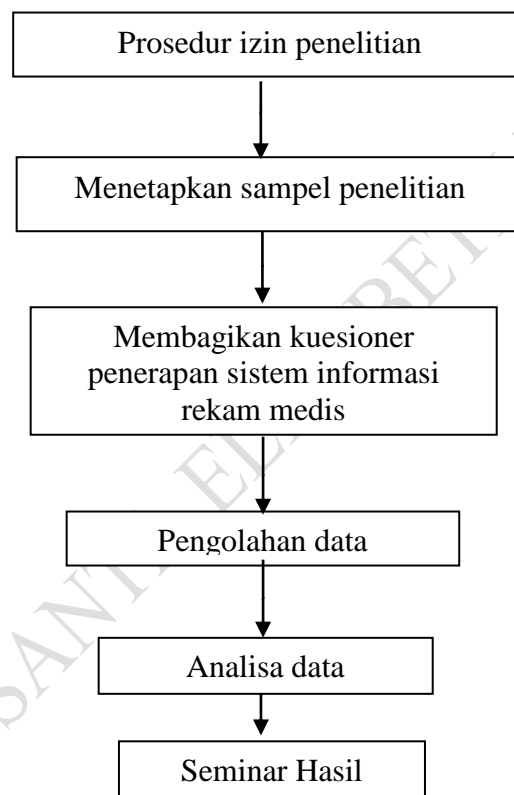 Prosedur izin penelitian
Menetapkan sampel penelitian
Membagikan kuesioner
penerapan sistem informasi
rekam medis
Pengolahan data
Analisa data
Seminar Hasil